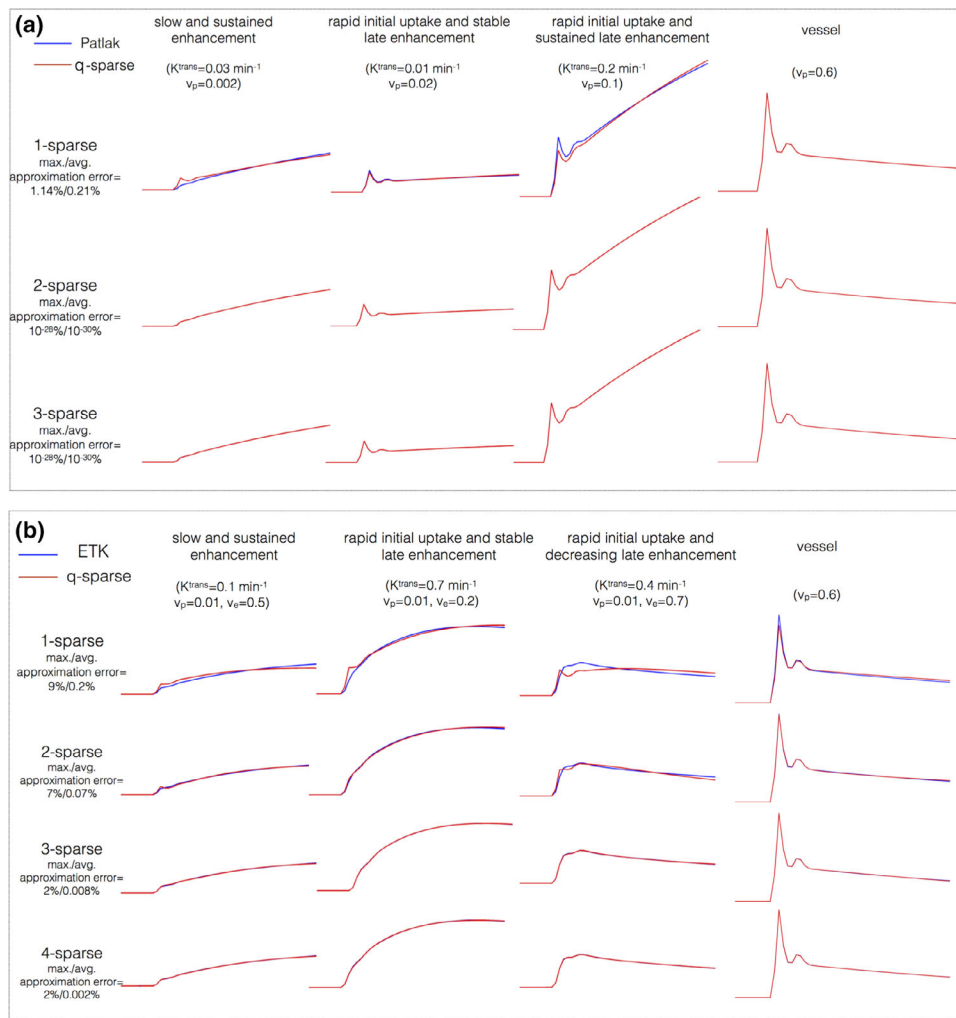 (a)
Patlak
q-sparse
slow and sustained
enhancement
(Kᵗʳᵃⁿˢ=0.03 min⁻¹
vₚ=0.002)
rapid initial uptake and stable
late enhancement
(Kᵗʳᵃⁿˢ=0.01 min⁻¹
vₚ=0.02)
rapid initial uptake and
sustained late enhancement
(Kᵗʳᵃⁿˢ=0.2 min⁻¹
vₚ=0.1)
vessel
(vₚ=0.6)
1-sparse
max./avg.
approximation error=
1.14%/0.21%
2-sparse
max./avg.
approximation error=
10⁻²⁸%/10⁻³⁰%
3-sparse
max./avg.
approximation error=
10⁻²⁸%/10⁻³⁰%
(b)
ETK
q-sparse
slow and sustained
enhancement
(Kᵗʳᵃⁿˢ=0.1 min⁻¹
vₚ=0.01, vₑ=0.5)
rapid initial uptake and stable
late enhancement
(Kᵗʳᵃⁿˢ=0.7 min⁻¹
vₚ=0.01, vₑ=0.2)
rapid initial uptake and
decreasing late enhancement
(Kᵗʳᵃⁿˢ=0.4 min⁻¹
vₚ=0.01, vₑ=0.7)
vessel
(vₚ=0.6)
1-sparse
max./avg.
approximation error=
9%/0.2%
2-sparse
max./avg.
approximation error=
7%/0.07%
3-sparse
max./avg.
approximation error=
2%/0.008%
4-sparse
max./avg.
approximation error=
2%/0.002%